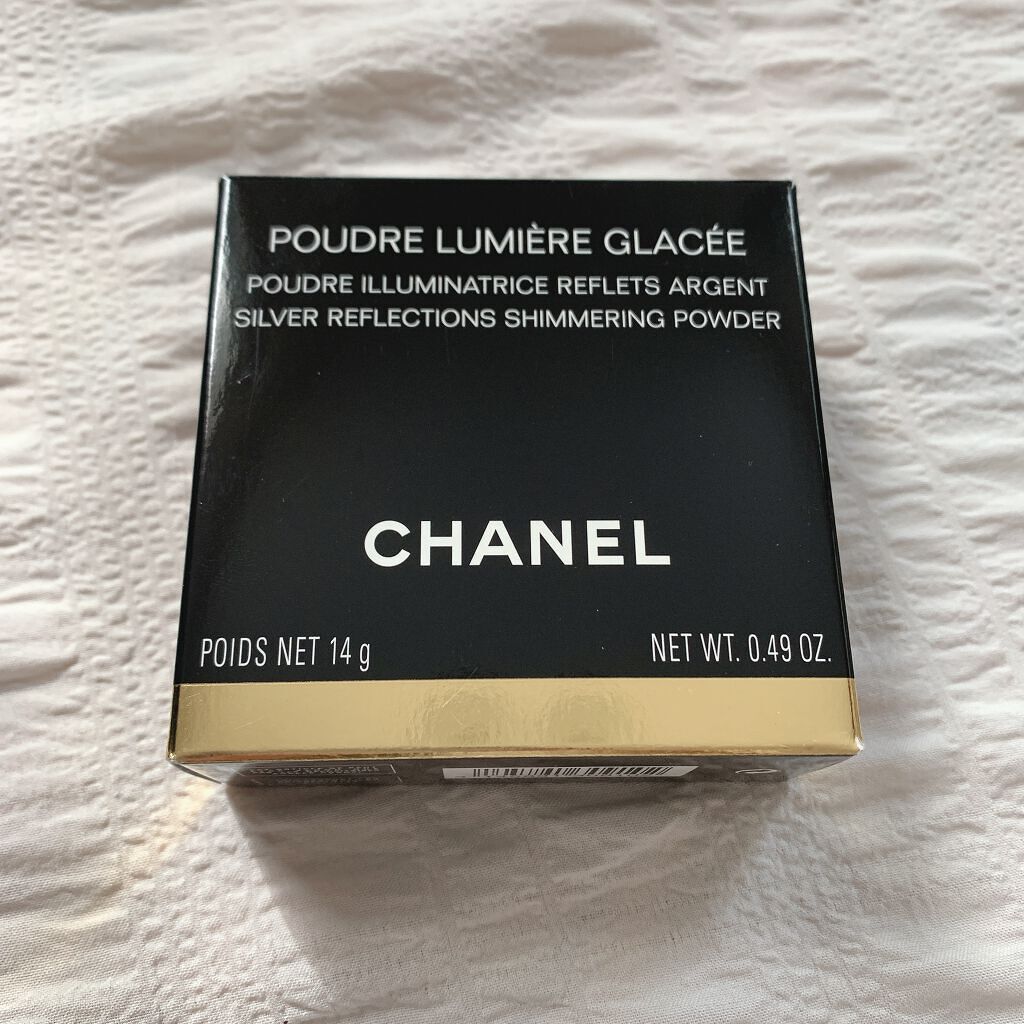 POUDRE LUMIÈRE GLACÉE
POUDRE ILLUMINATRICE REFLETS ARGENT
SILVER REFLECTIONS SHIMMERING POWDER
CHANEL
POIDS NET 14 g
NET WT. 0.49 OZ.